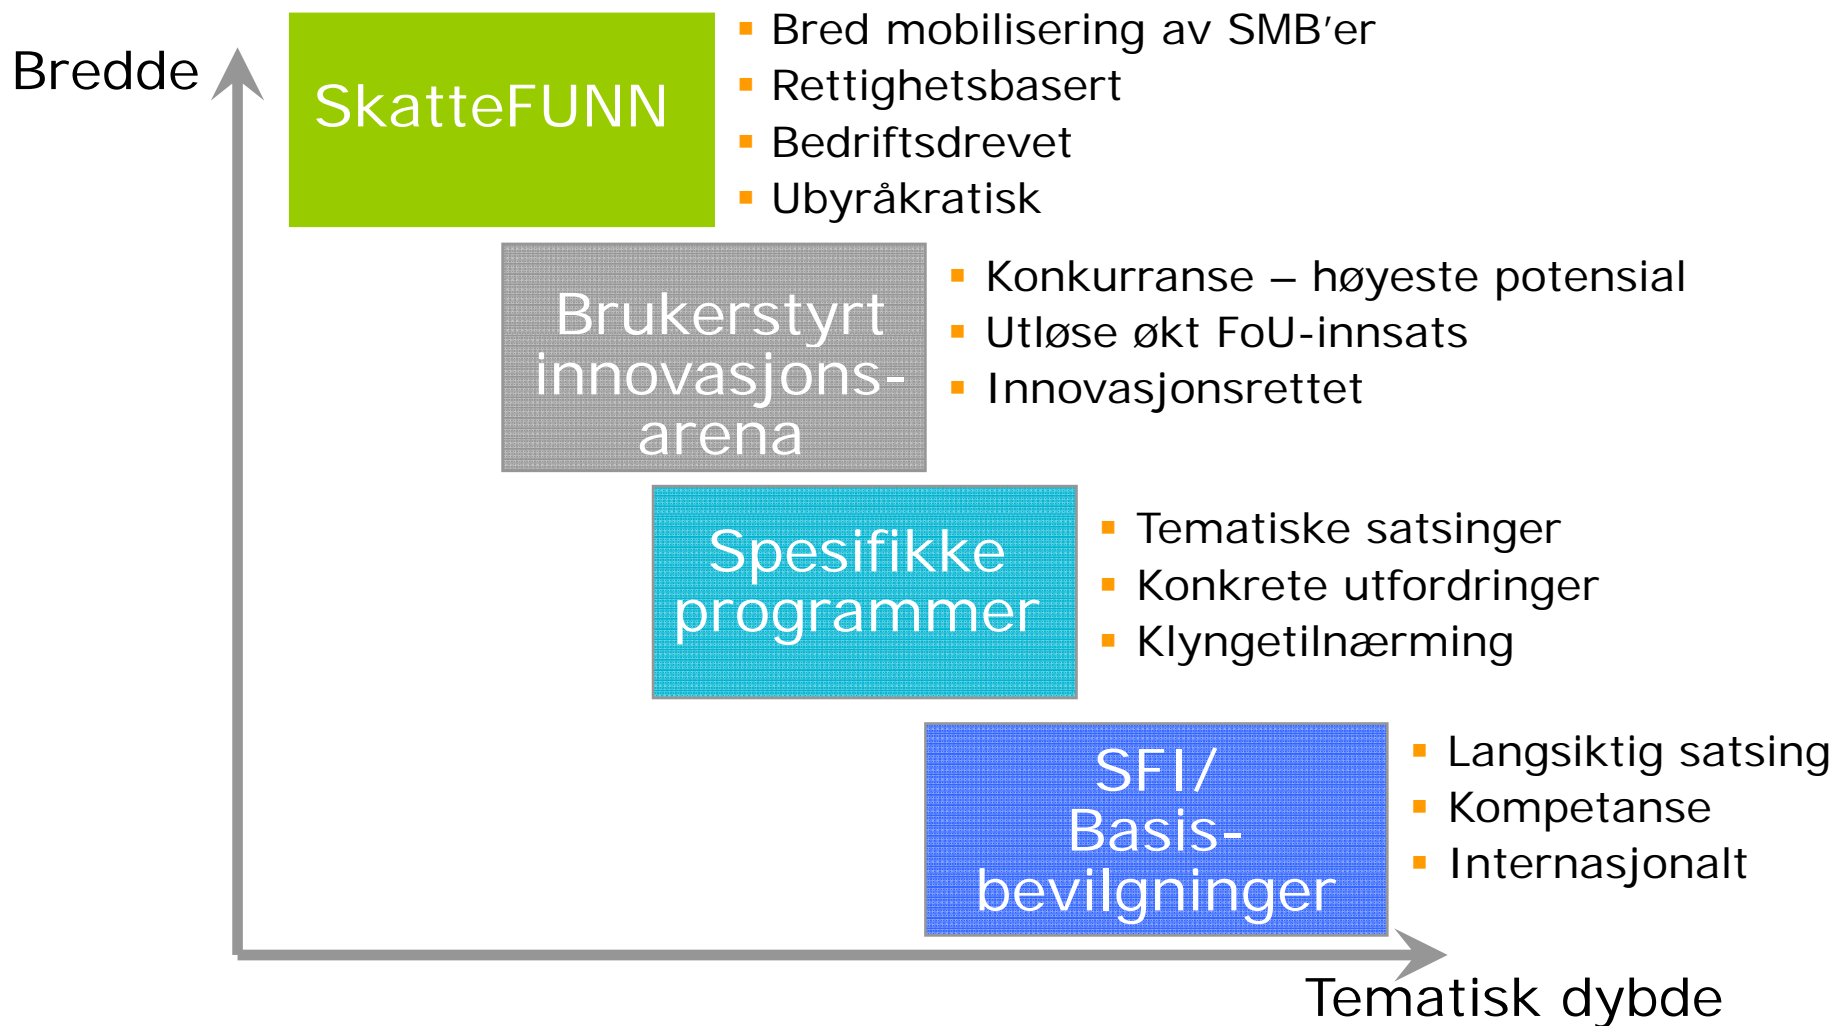 Bredde
SkatteFUNN
▪ Bred mobilisering av SMB’er
▪ Rettighetsbasert
▪ Bedriftsdrevet
▪ Ubyråkratisk
Brukerstyrt
innovasjons-
arena
▪ Konkurranse – høyeste potensial
▪ Utløse økt FoU-innsats
▪ Innovasjonsrettet
Spesifikke
programmer
▪ Tematiske satsinger
▪ Konkrete utfordringer
▪ Klyngetilnærming
SFI/
Basis-
bevilgninger
▪ Langsiktig satsing
▪ Kompetanse
▪ Internasjonalt
Tematisk dybde